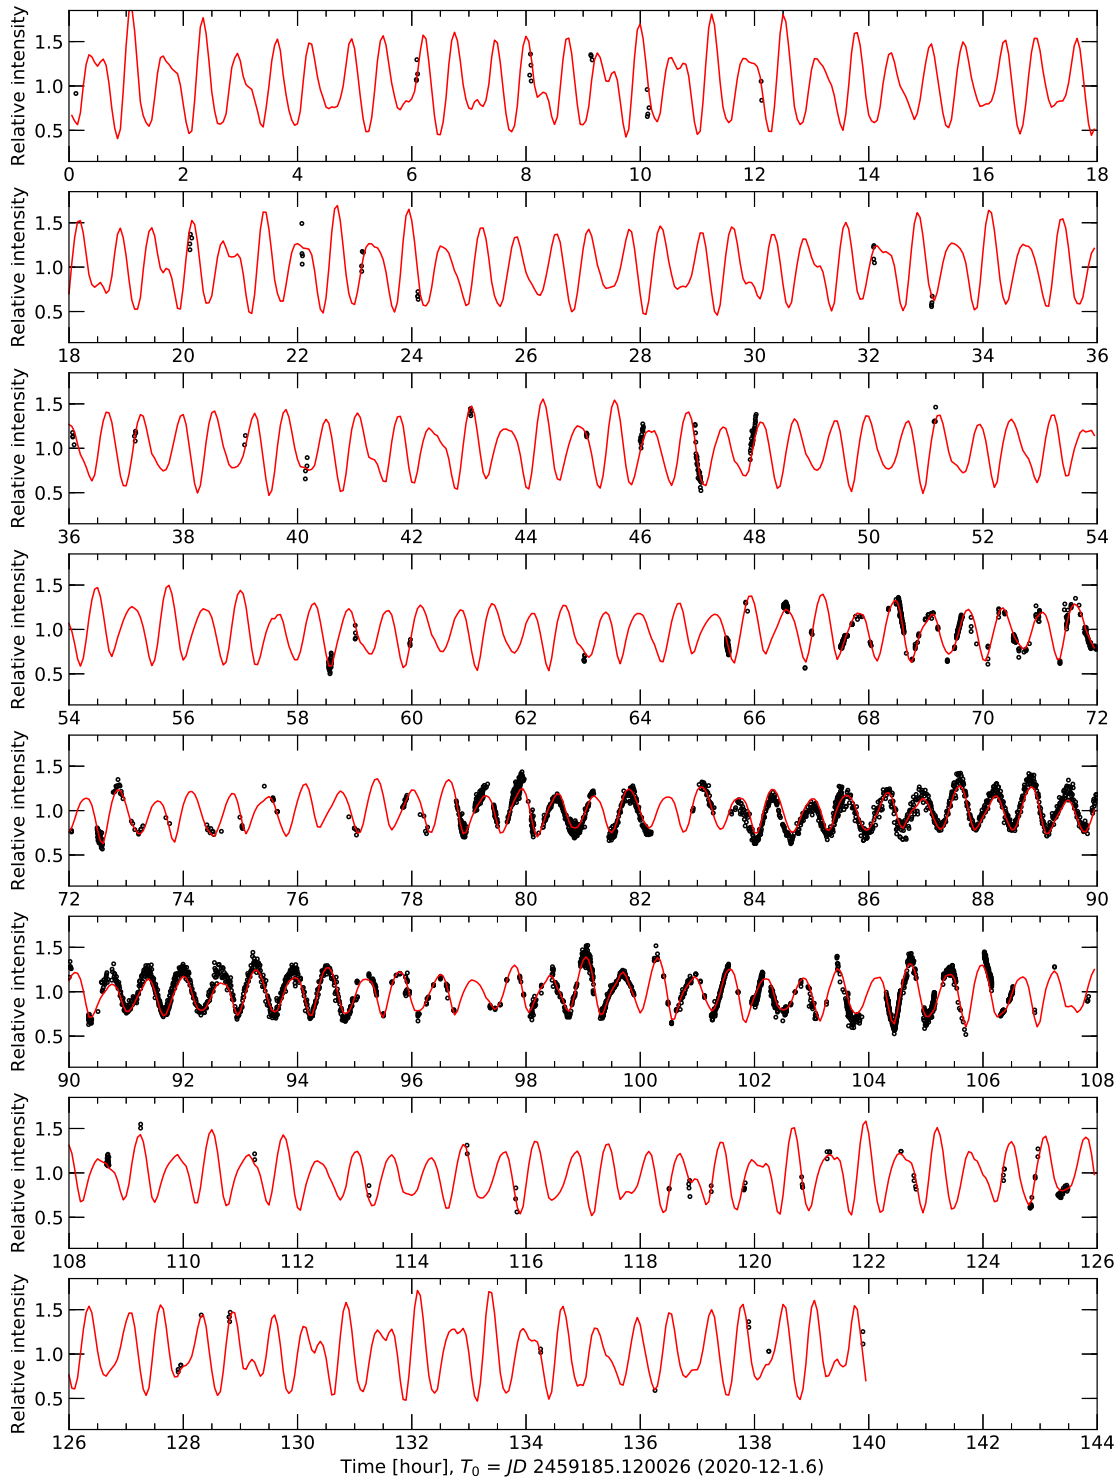 Relative intensity
1.5
1.0
0.5
0 2 4 6 8 10 12 14 16 18
Relative intensity
1.5
1.0
0.5
18 20 22 24 26 28 30 32 34 36
Relative intensity
1.5
1.0
0.5
36 38 40 42 44 46 48 50 52 54
Relative intensity
1.5
1.0
0.5
54 56 58 60 62 64 66 68 70 72
Relative intensity
1.5
1.0
0.5
72 74 76 78 80 82 84 86 88 90
Relative intensity
1.5
1.0
0.5
90 92 94 96 98 100 102 104 106 108
Relative intensity
1.5
1.0
0.5
108 110 112 114 116 118 120 122 124 126
Relative intensity
1.5
1.0
0.5
126 128 130 132 134 136 138 140 142 144
Time [hour], T₀ = JD 2459185.120026 (2020-12-1.6)